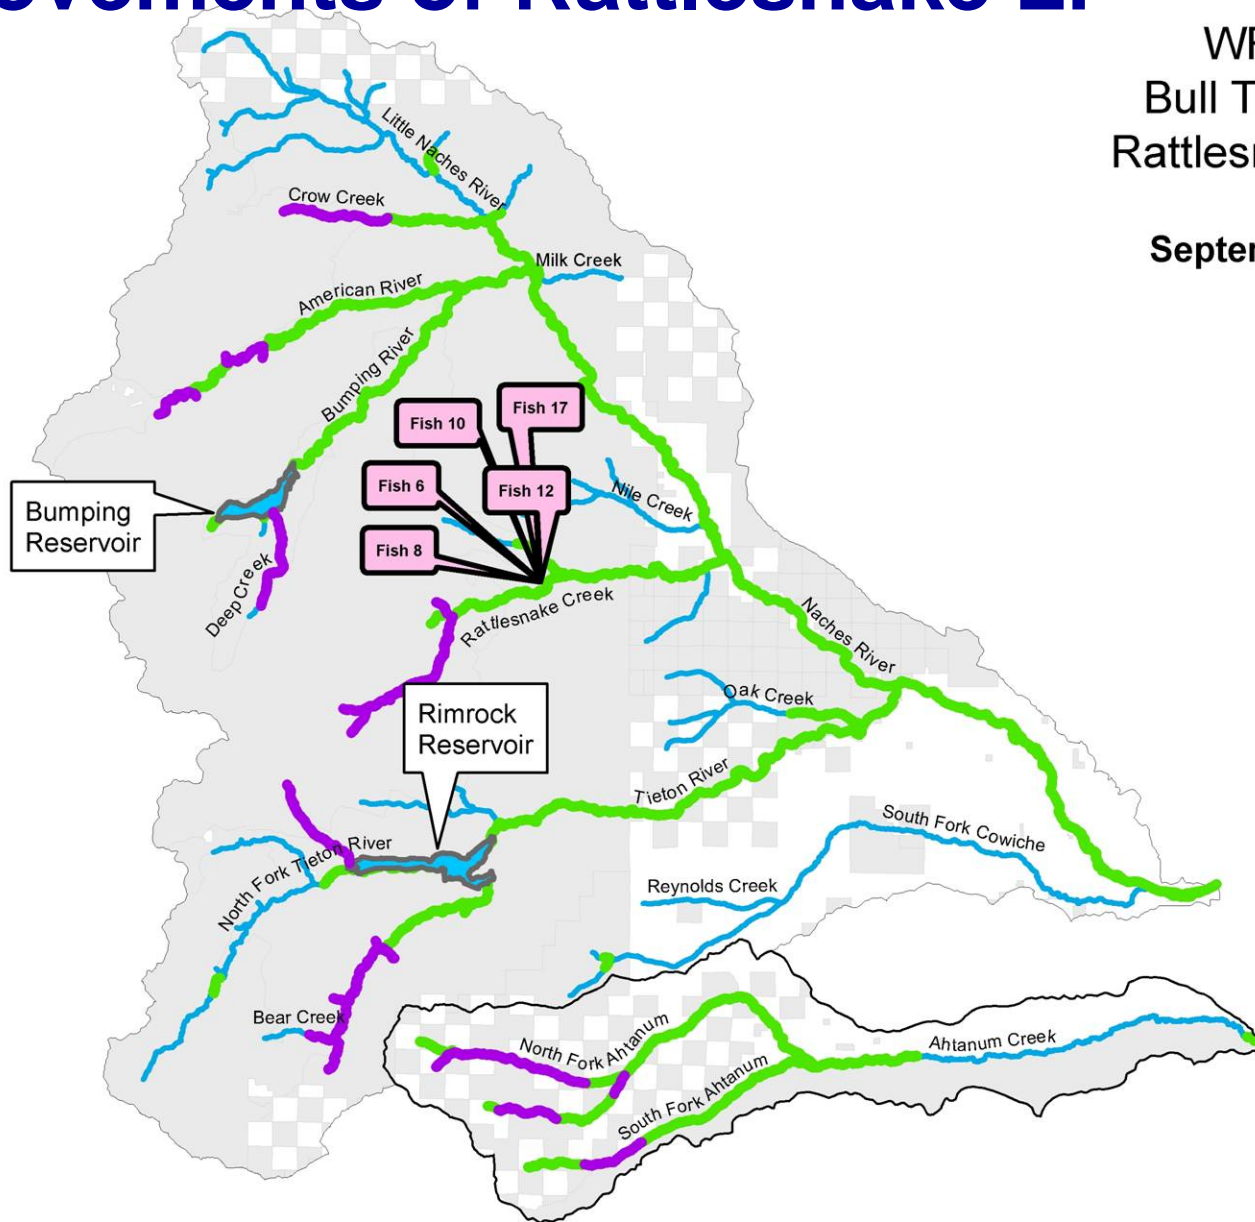 Rattlesnake
Bull
Little Naches River
Crow Creek
Milk Creek
American River
Bumping River
Fish 17
Fish 10
Fish 6
Fish 12
Nile Creek
Bumping
Reservoir
Fish 8
Deep Creek
Rattlesnake Creek
Naches River
Oak Creek
Rimrock
Reservoir
Tieton River
South Fork Cowiche
North Fork Tieton River
Reynolds Creek
Bear Creek
North Fork Ahtanum
Ahtanum Creek
South Fork Ahtanum